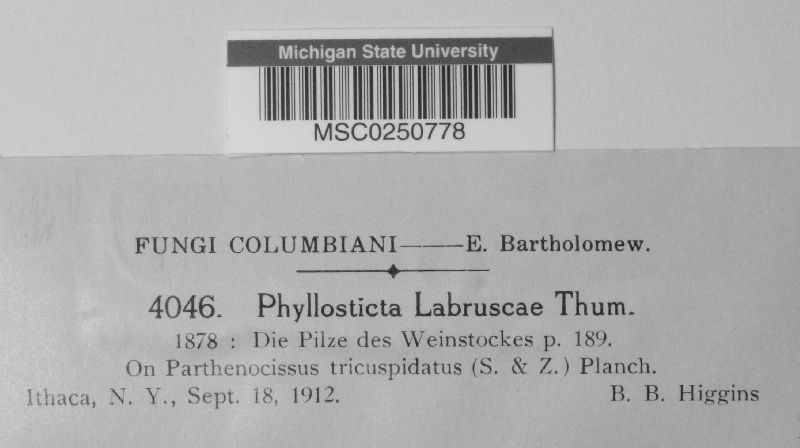 Michigan State University
MSC0250778
FUNGI COLUMBIANI——E. Bartholomew.
4046. Phyllosticta Labruscae Thum.
1878 : Die Pilze des Weinstockes p. 189.
On Parthenocissus tricuspidatus (S. & Z.) Planch.
Ithaca, N. Y., Sept. 18, 1912. B. B. Higgins